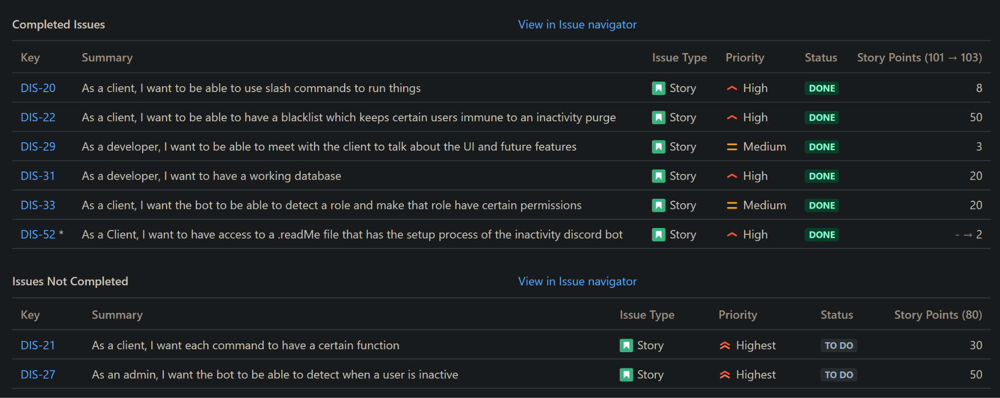 Completed Issues View in Issue navigator
Key Summary Issue Type Priority Status Story Points (101 → 103)
DIS-20 As a client, I want to be able to use slash commands to run things Story High DONE 8
DIS-22 As a client, I want to be able to have a blacklist which keeps certain users immune to an inactivity purge Story High DONE 50
DIS-29 As a developer, I want to be able to meet with the client to talk about the UI and future features Story Medium DONE 3
DIS-31 As a developer, I want to have a working database Story High DONE 20
DIS-33 As a client, I want the bot to be able to detect a role and make that role have certain permissions Story Medium DONE 20
DIS-52 * As a Client, I want to have access to a .readMe file that has the setup process of the inactivity discord bot Story High DONE - → 2
Issues Not Completed View in Issue navigator
Key Summary Issue Type Priority Status Story Points (80)
DIS-21 As a client, I want each command to have a certain function Story Highest TO DO 30
DIS-27 As an admin, I want the bot to be able to detect when a user is inactive Story Highest TO DO 50